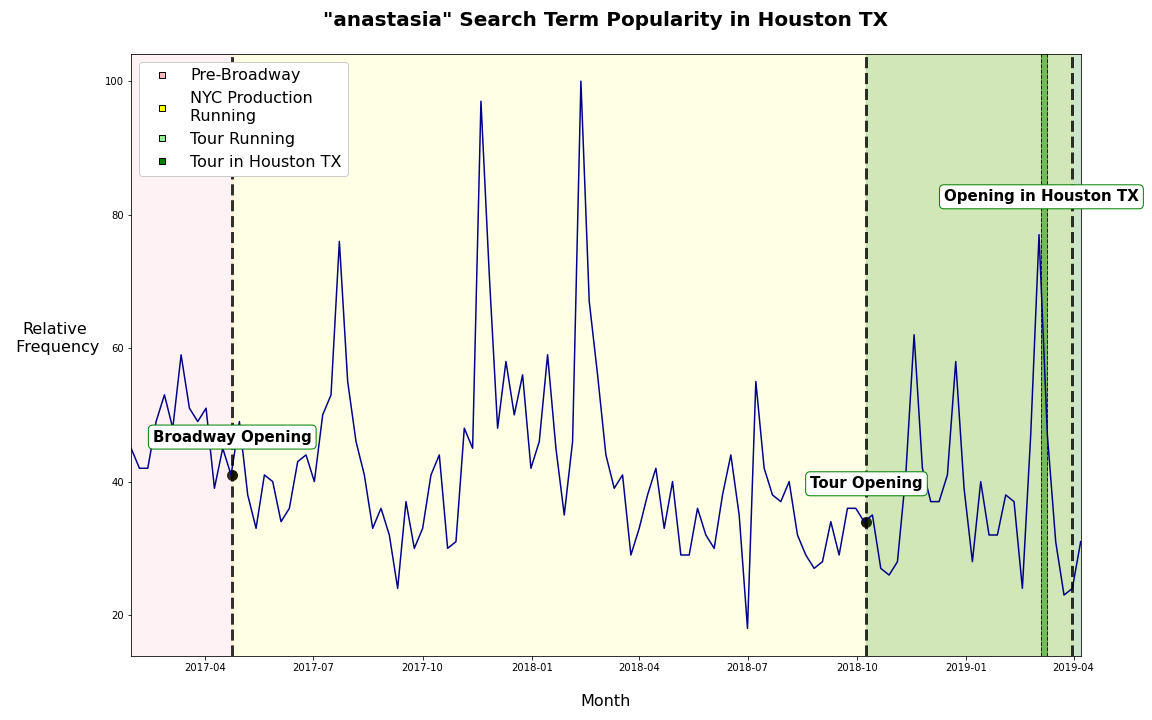 "anastasia" Search Term Popularity in Houston TX
Pre-Broadway
NYC Production
Running
Tour Running
Tour in Houston TX
100
80
60
40
20
Relative
Frequency
Opening in Houston TX
Broadway Opening
Tour Opening
2017-04
2017-07
2017-10
2018-01
2018-04
2018-07
2018-10
2019-01
2019-04
Month